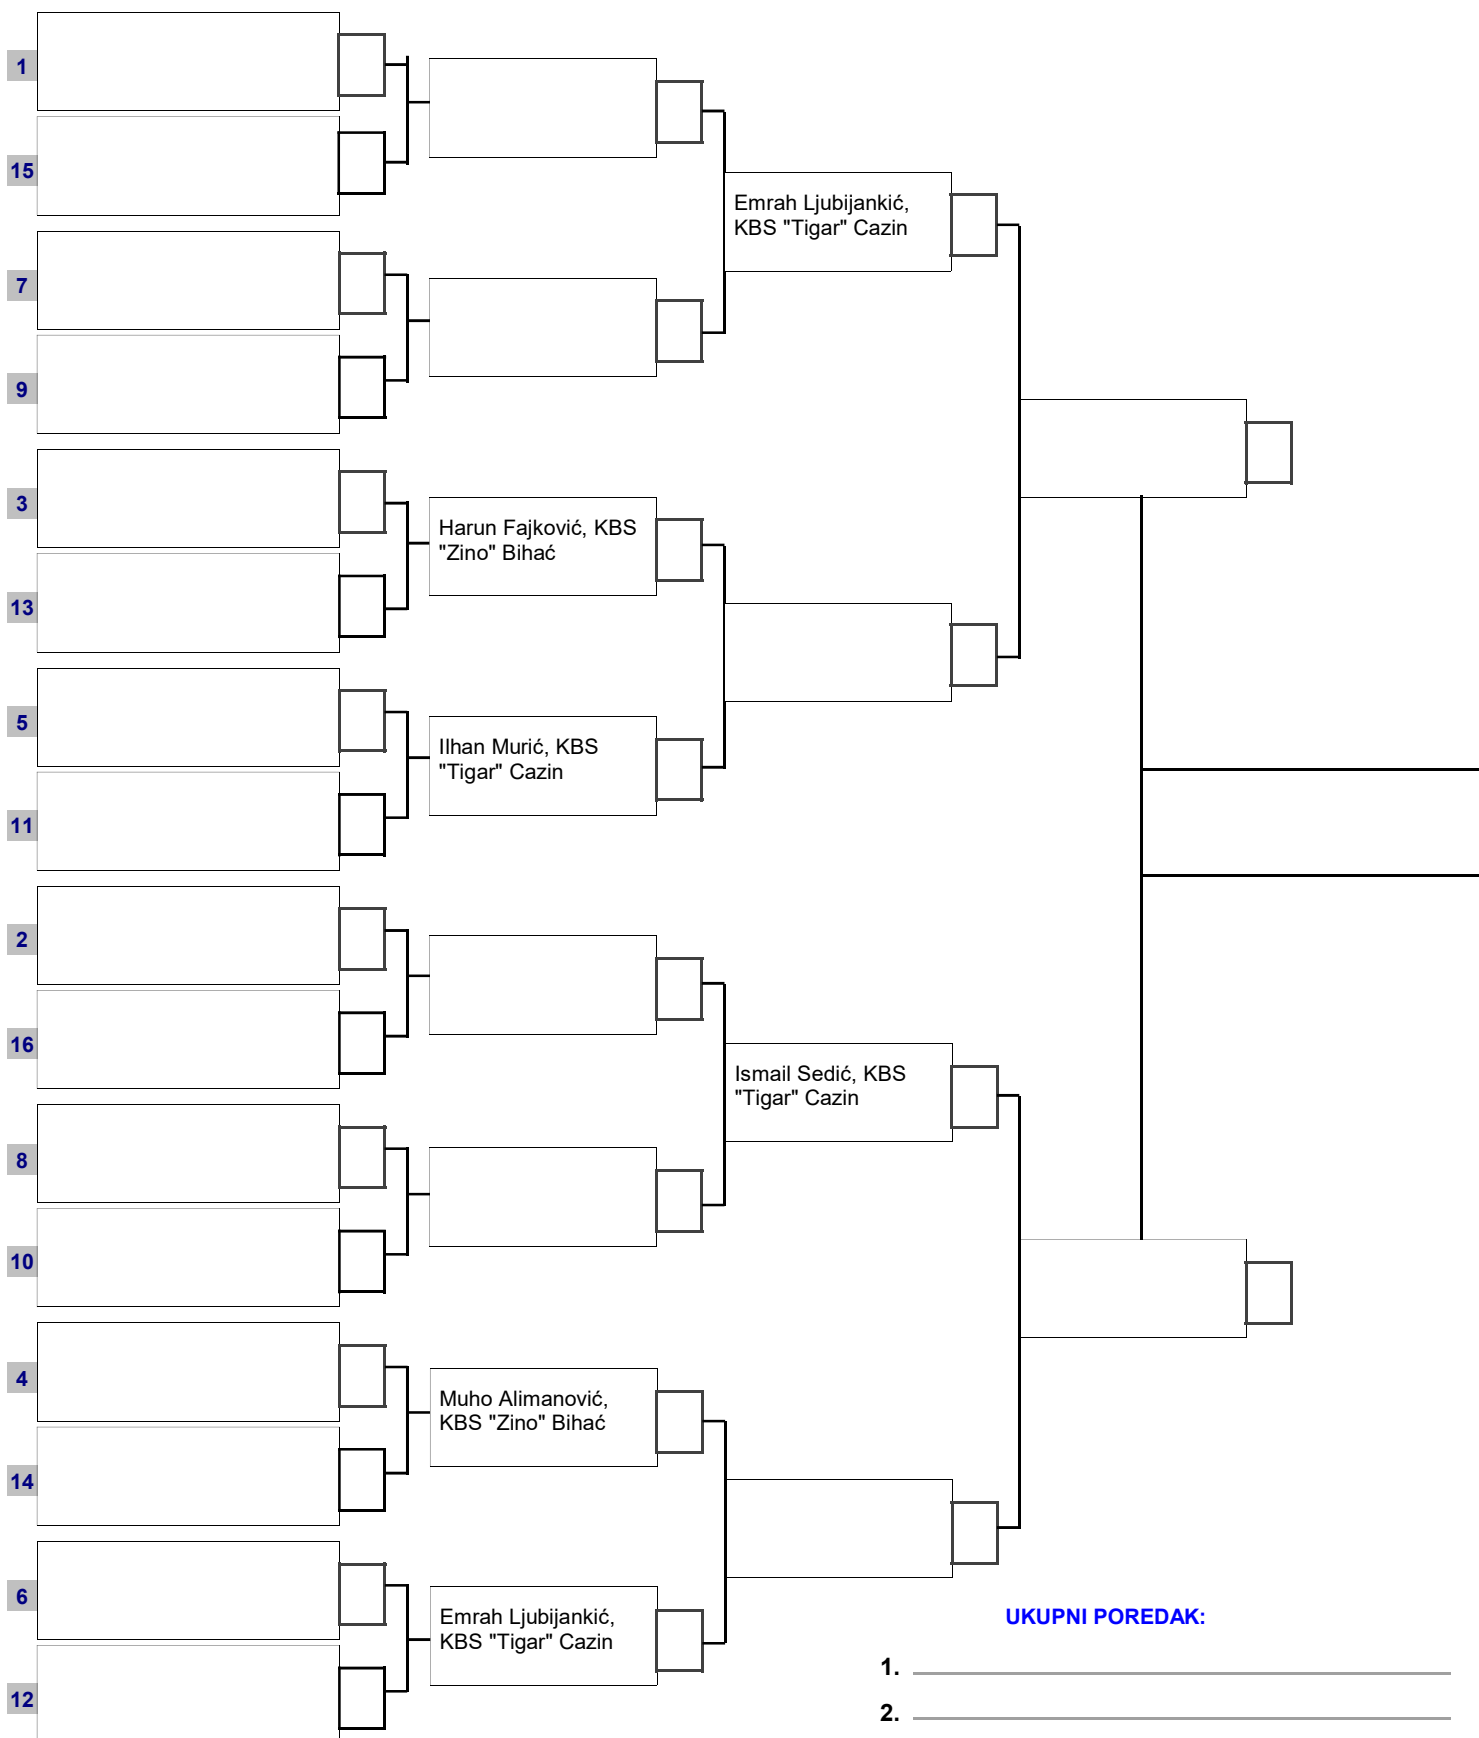 1
15
7
9
3
13
5
11
2
16
8
10
4
14
6
12
Harun Fajković, KBS
"Zino" Bihać
Ilhan Murić, KBS
"Tigar" Cazin
Muho Alimanović,
KBS "Zino" Bihać
Emrah Ljubijankić,
KBS "Tigar" Cazin
Emrah Ljubijankić,
KBS "Tigar" Cazin
Ismail Sedić, KBS
"Tigar" Cazin
UKUPNI POREDAK:
1.
2.